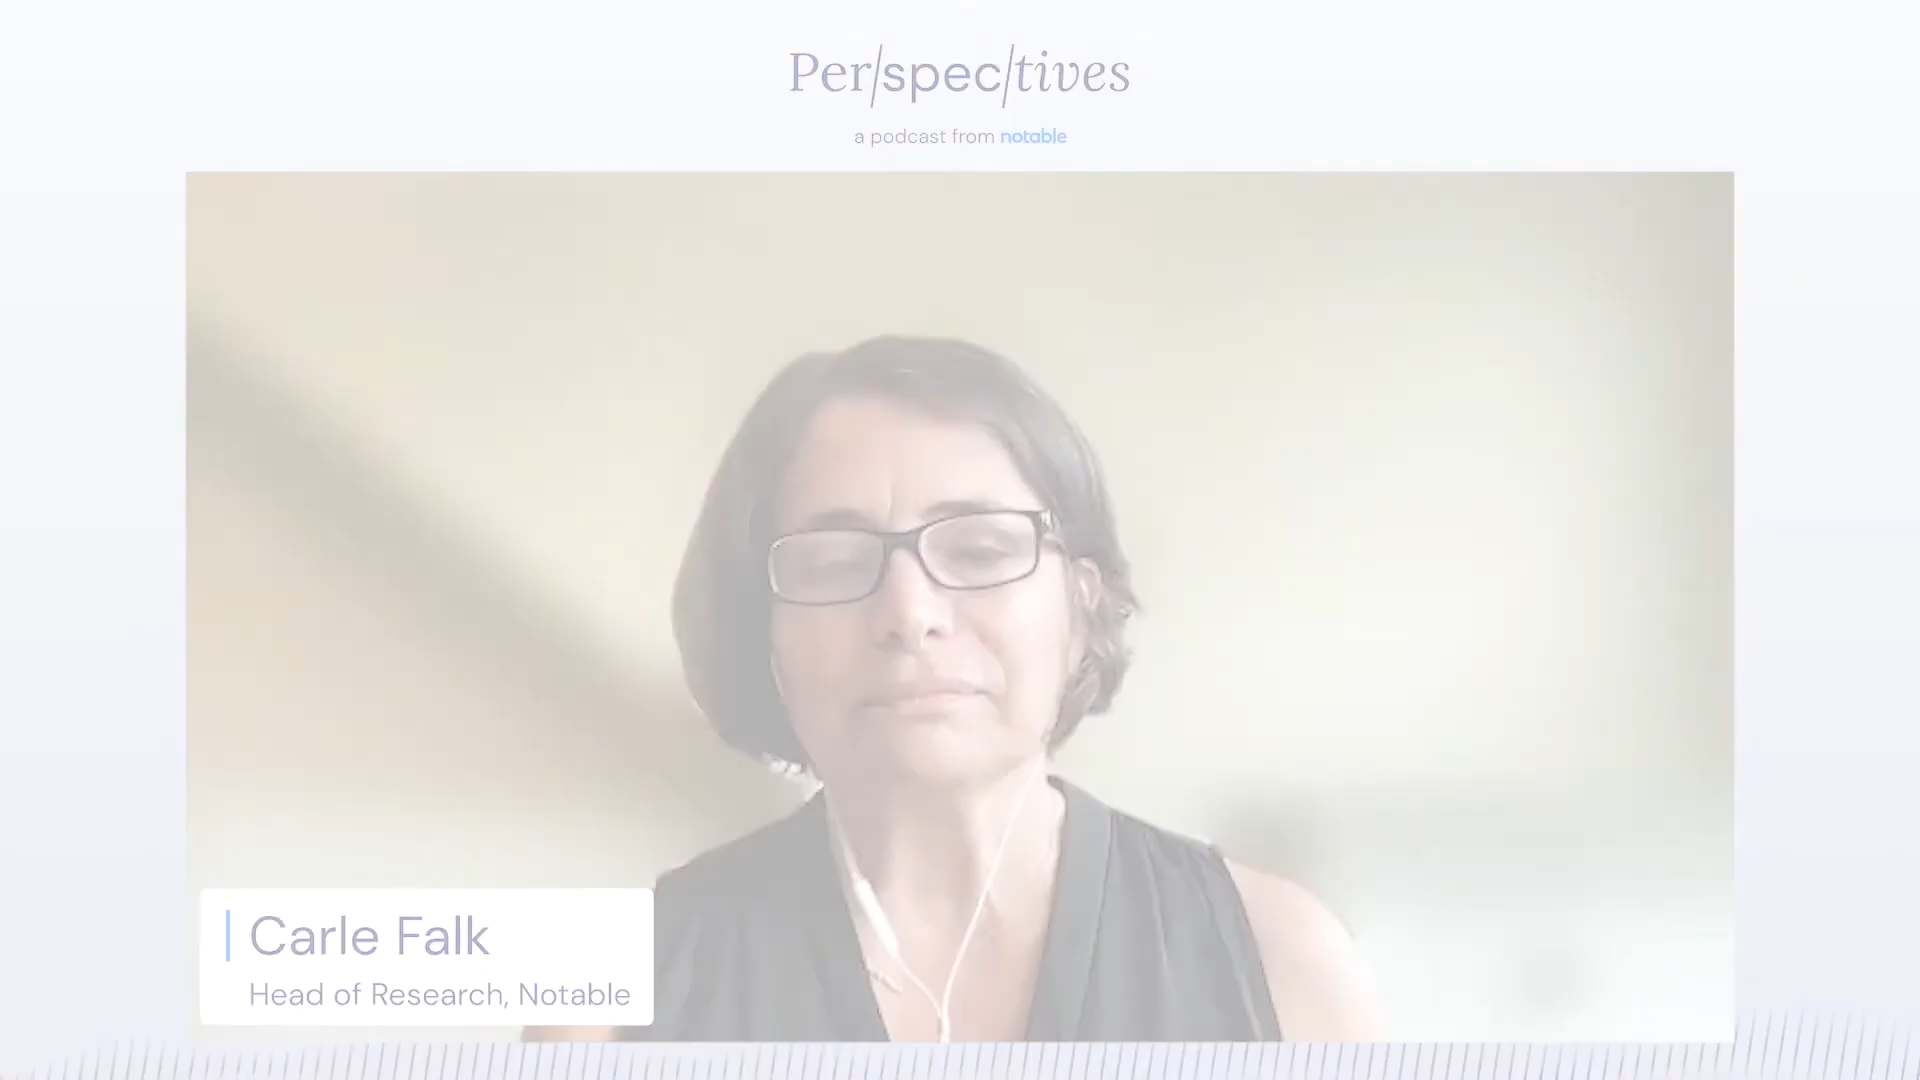 Per/spec/tives
a podcast from notable
Carle Falk
Head of Research, Notable